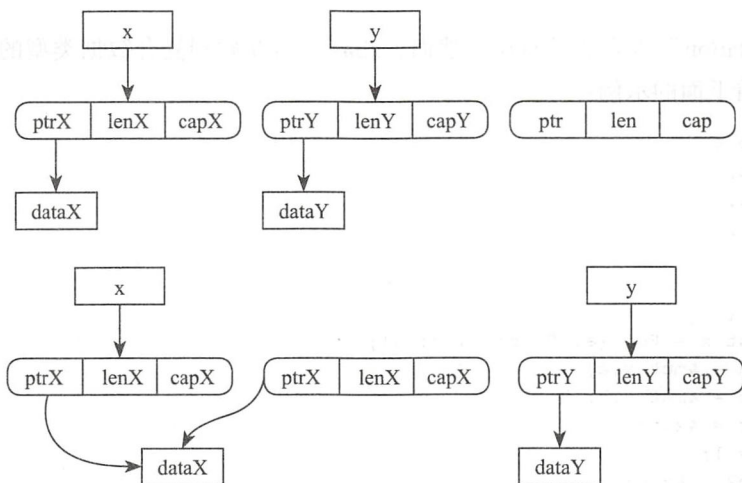 x
y
ptrX lenX capX
ptrY lenY capY
ptr len cap
dataX
dataY
x
y
ptrX lenX capX
ptrX lenX capX
ptrY lenY capY
dataX
dataY